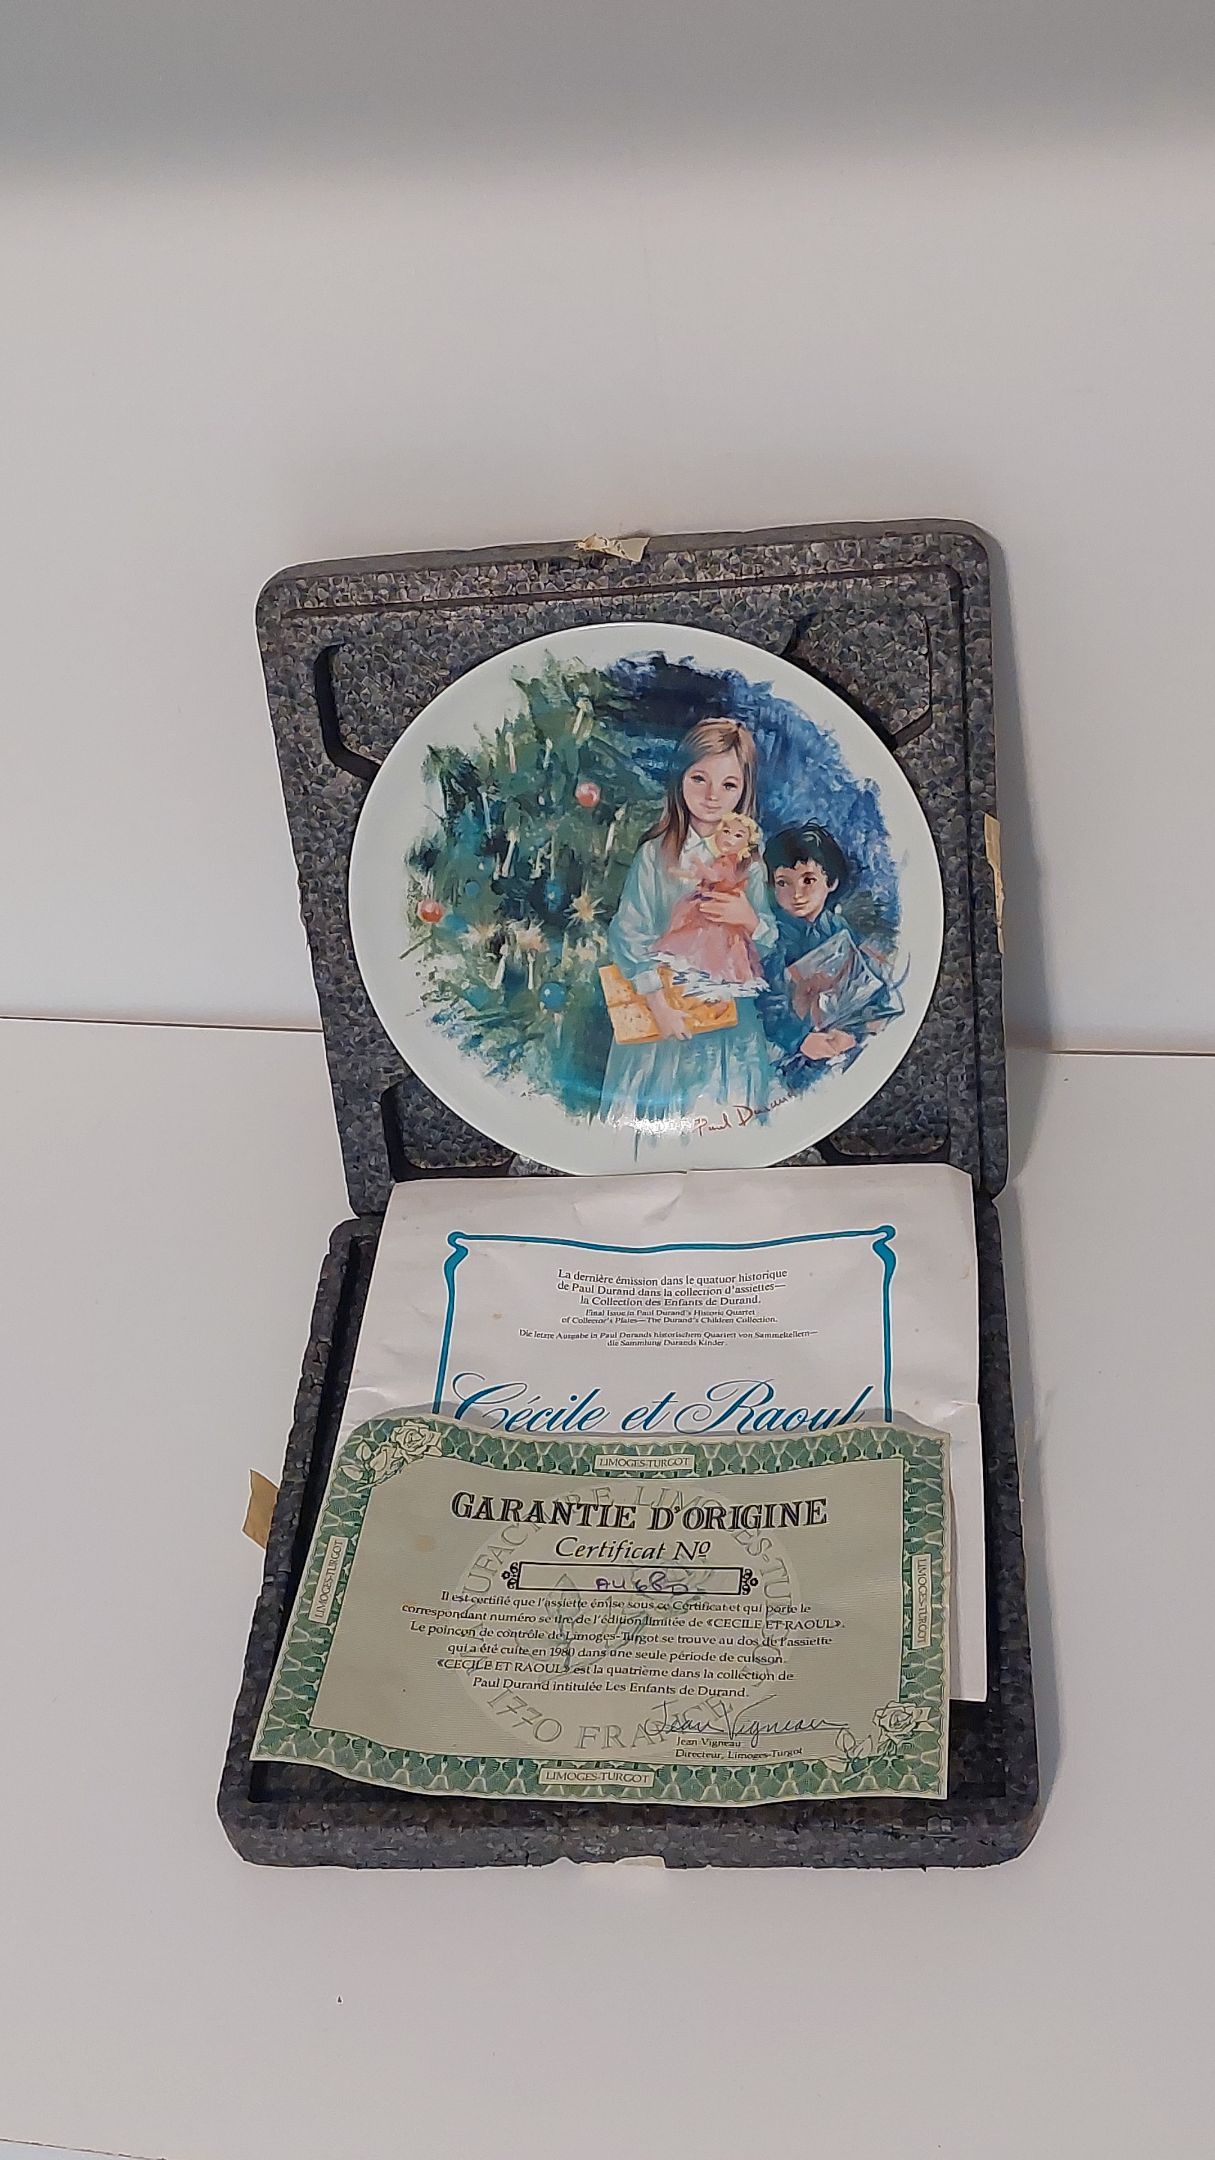 Paul Durand
La dernière émission dans le quatuor historique
de Paul Durand dans la collection d'assiettes—
la Collection des Enfants de Durand.
Final Issue in Paul Durand's Historic Quartet
of Collector's Plates—The Durand's Children Collection.
Die letzte Ausgabe in Paul Durands historischem Quartett von Sammeltellern—
die Sammlung Durands Kinder.
Cécile et Raoul
LIMOGES-TURGOT
GARANTIE D'ORIGINE
Certificat Nº
Il est certifié que l'assiette émise sous ce Certificat et qui porte le
correspondant numéro se tire de l'édition limitée de «CECILE ET RAOUL».
Le poinçon de contrôle de Limoges-Turgot se trouve au dos de l'assiette
qui a été cuite en 1980 dans une seule période de cuisson.
«CECILE ET RAOUL» est la quatrième dans la collection de
Paul Durand intitulée Les Enfants de Durand.
1770 FRANCE
Jean Vigneau
Jean Vigneau
Directeur, Limoges-Turgot
LIMOGES-TURGOT
LIMOGES-TURGOT
LIMOGES-TURGOT